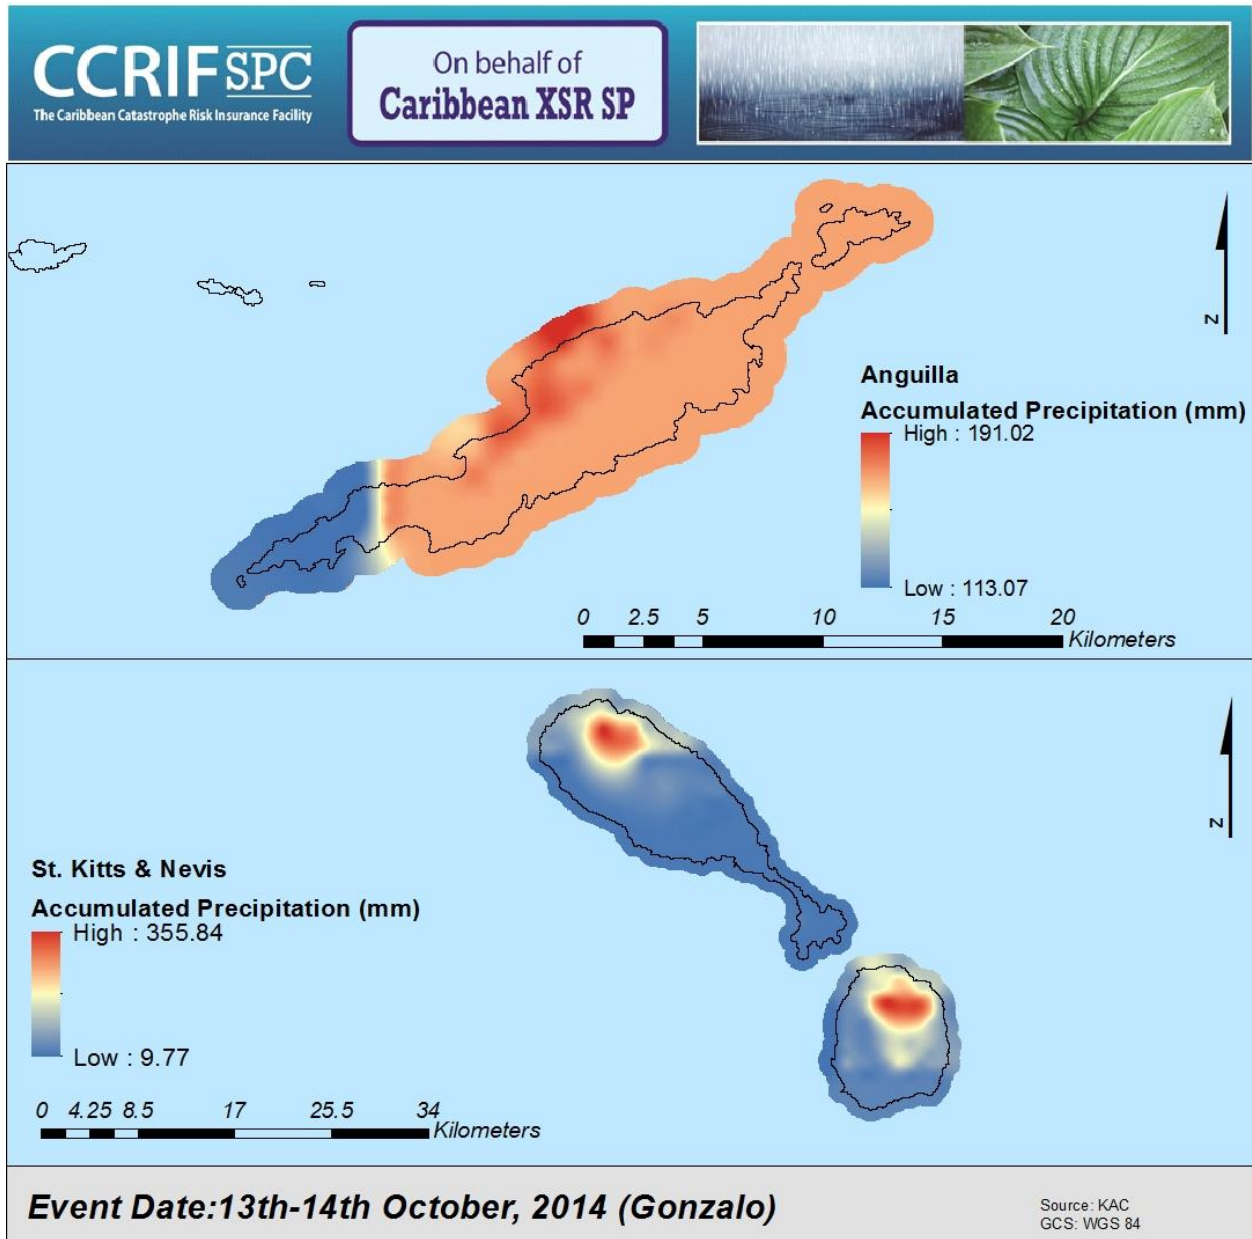 CCRIF SPC
The Caribbean Catastrophe Risk Insurance Facility
On behalf of
Caribbean XSR SP
N
Anguilla
Accumulated Precipitation (mm)
High : 191.02
Low : 113.07
0 2.5 5 10 15 20
Kilometers
N
St. Kitts & Nevis
Accumulated Precipitation (mm)
High : 355.84
Low : 9.77
0 4.25 8.5 17 25.5 34
Kilometers
Event Date:13th-14th October, 2014 (Gonzalo)
Source: KAC
GCS: WGS 84